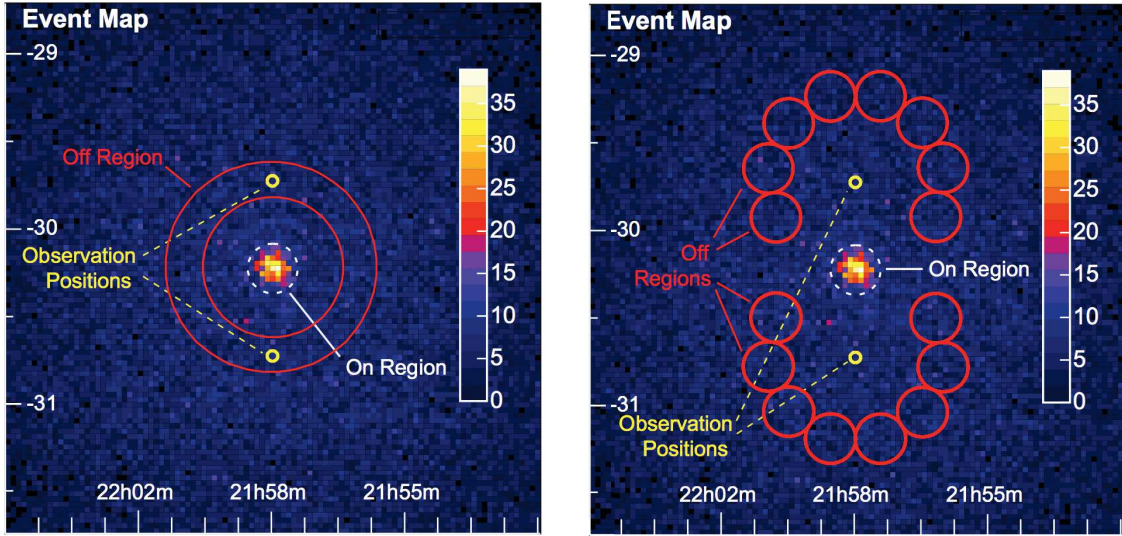 Event Map
-29
-30
-31
35
30
25
20
15
10
5
0
Off Region
Observation
Positions
On Region
22h02m
21h58m
21h55m
Event Map
-29
-30
-31
35
30
25
20
15
10
5
0
Off
Regions
On Region
Observation
Positions
22h02m
21h58m
21h55m